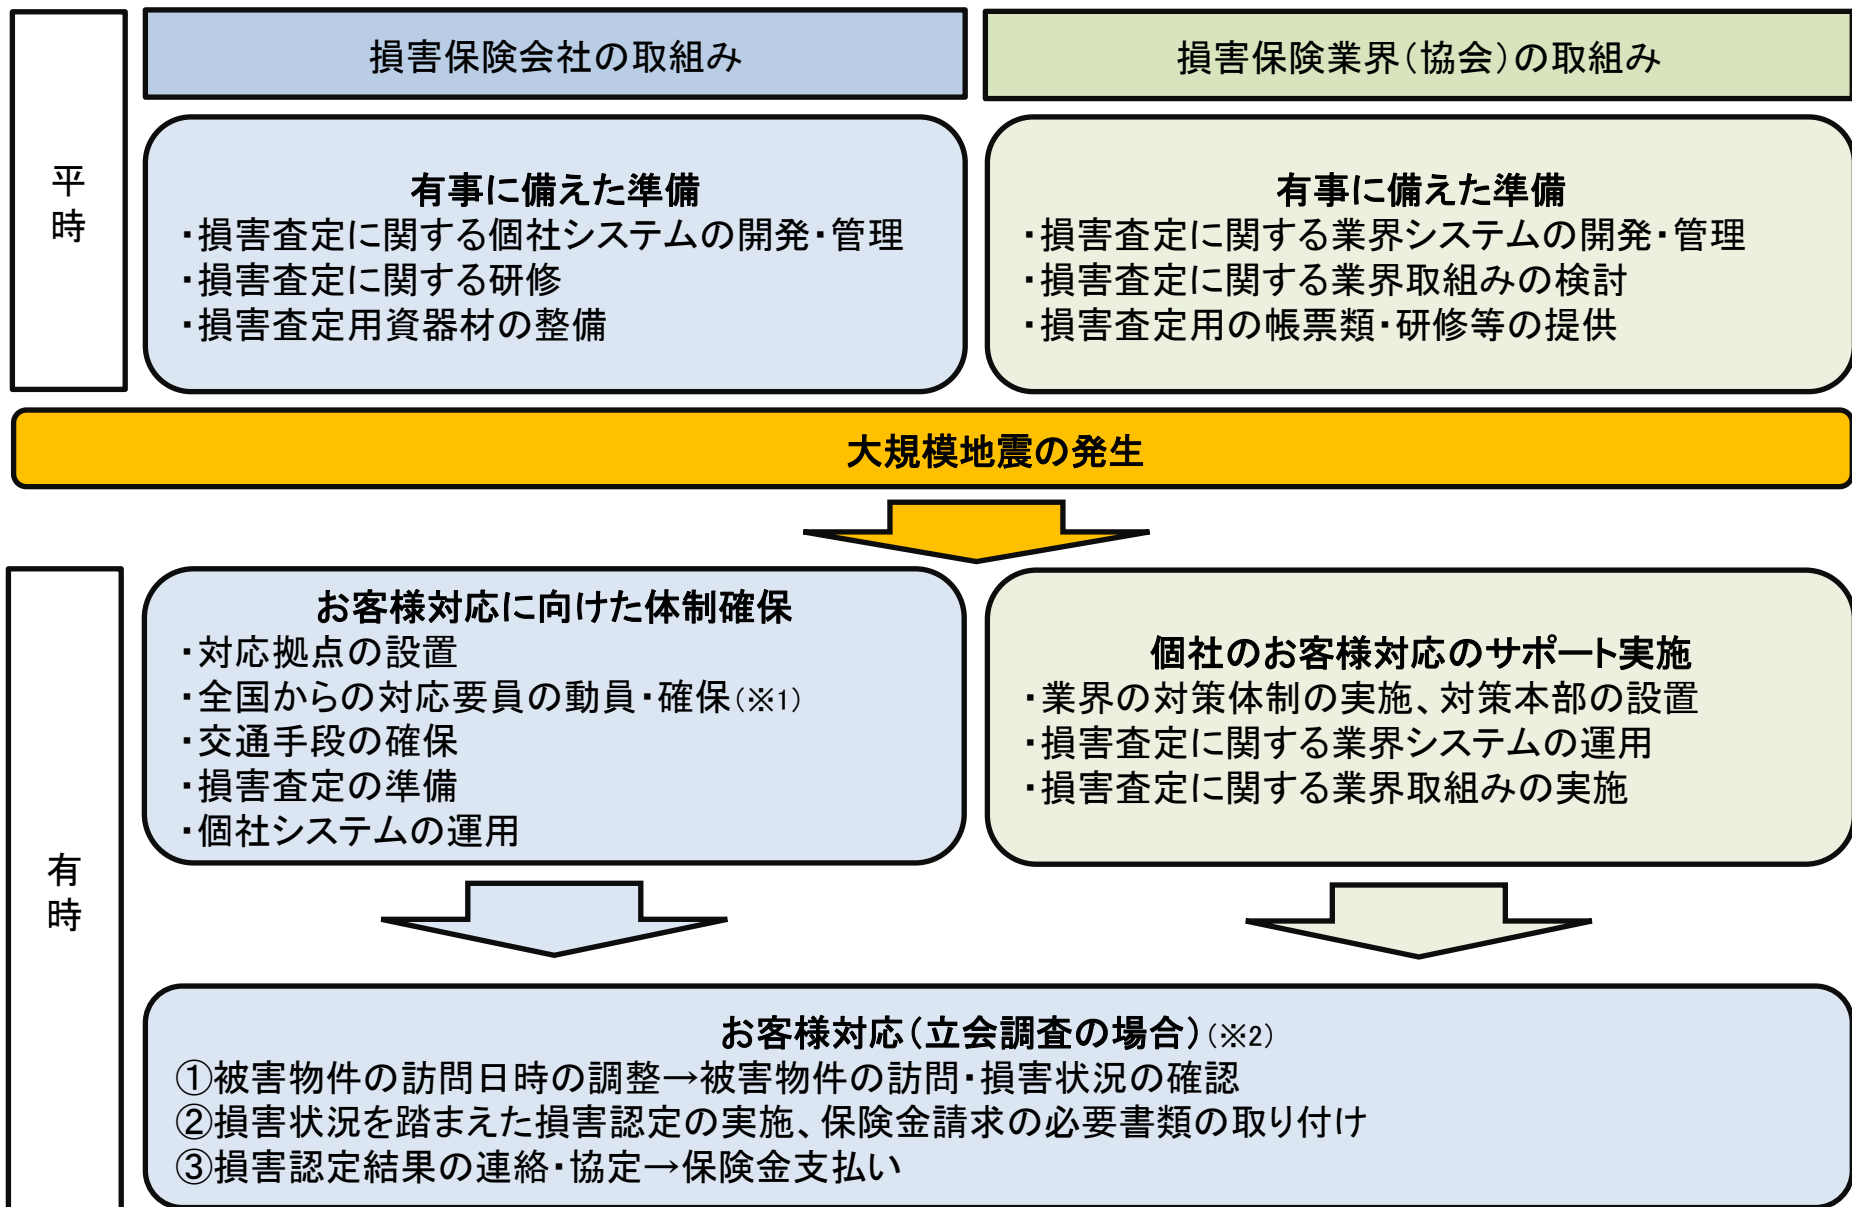 損害保険会社の取組み
損害保険業界(協会)の取組み
平
時
有事に備えた準備
・損害査定に関する個社システムの開発・管理
・損害査定に関する研修
・損害査定用資器材の整備
有事に備えた準備
・損害査定に関する業界システムの開発・管理
・損害査定に関する業界取組みの検討
・損害査定用の帳票類・研修等の提供
大規模地震の発生
有
時
お客様対応に向けた体制確保
・対応拠点の設置
・全国からの対応要員の動員・確保(※1)
・交通手段の確保
・損害査定の準備
・個社システムの運用
個社のお客様対応のサポート実施
・業界の対策体制の実施、対策本部の設置
・損害査定に関する業界システムの運用
・損害査定に関する業界取組みの実施
お客様対応(立会調査の場合)(※2)
①被害物件の訪問日時の調整→被害物件の訪問・損害状況の確認
②損害状況を踏まえた損害認定の実施、保険金請求の必要書類の取り付け
③損害認定結果の連絡・協定→保険金支払い